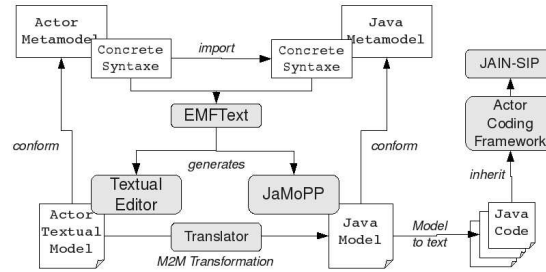 Actor
Metamodel
Java
Metamodel
Concrete
Syntaxe
import
Concrete
Syntaxe
JAIN-SIP
EMFText
Actor
Coding
Framework
conform
conform
generates
inherit
Textual
Editor
JaMoPP
Actor
Textual
Model
Translator
Java
Model
Model
to text
Java
Code
M2M Transformation